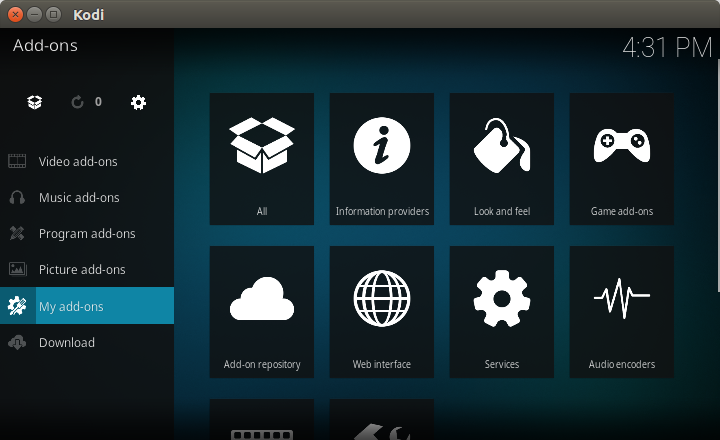 Kodi
Add-ons
4:31 PM
0
Video add-ons
Music add-ons
Program add-ons
Picture add-ons
My add-ons
Download
All
Information providers
Look and feel
Game add-ons
Add-on repository
Web interface
Services
Audio encoders